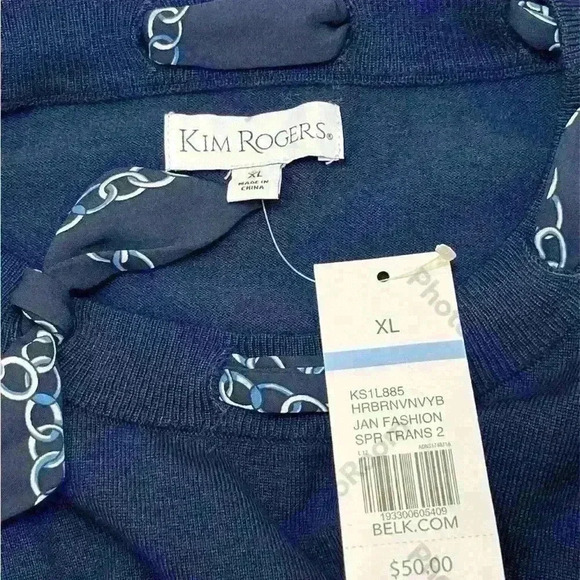 KIM ROGERS®
XL
MADE IN
CHINA
XL
KS1L885
HRBRNVNVYB
JAN FASHION
SPR TRANS 2
193300605409
BELK.COM
$50.00